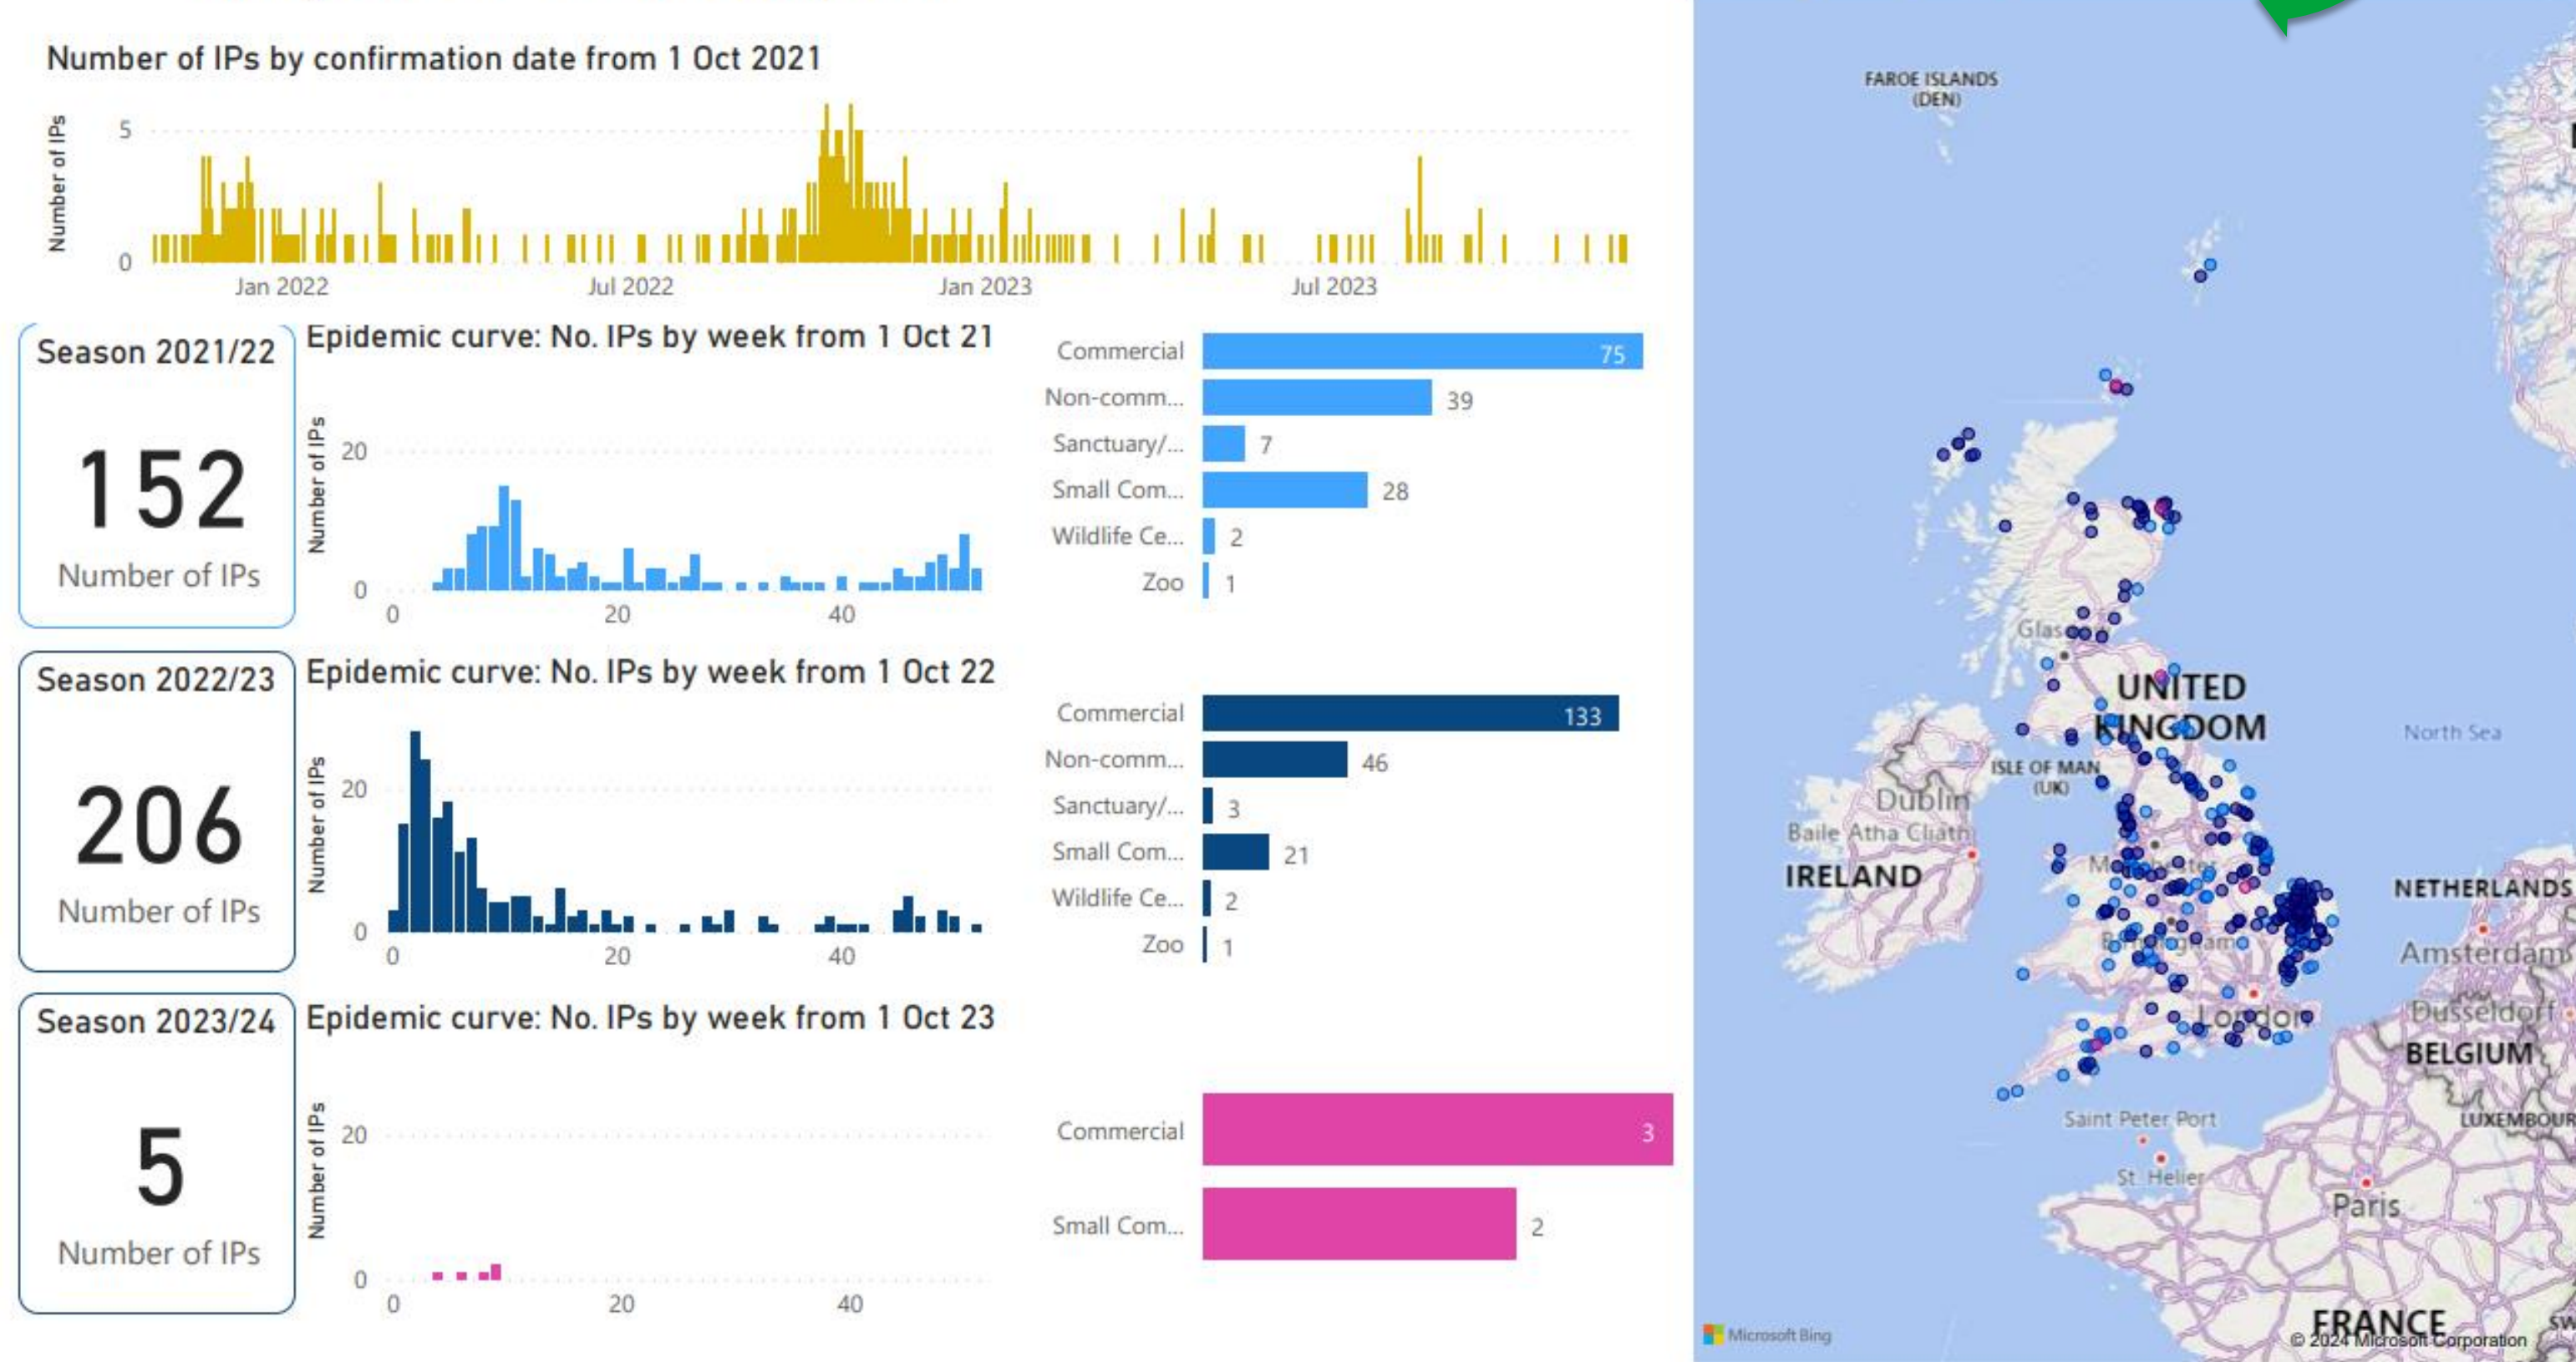 Number of IPs by confirmation date from 1 Oct 2021
Number of IPs
5
0
Jan 2022
Jul 2022
Jan 2023
Jul 2023
Season 2021/22
152
Number of IPs
Epidemic curve: No. IPs by week from 1 Oct 21
Number of IPs
20
0
0
20
40
Commercial
75
Non-comm...
39
Sanctuary/...
7
Small Com...
28
Wildlife Ce...
2
Zoo
1
Season 2022/23
206
Number of IPs
Epidemic curve: No. IPs by week from 1 Oct 22
Number of IPs
20
0
0
20
40
Commercial
133
Non-comm...
46
Sanctuary/...
3
Small Com...
21
Wildlife Ce...
2
Zoo
1
Season 2023/24
5
Number of IPs
Epidemic curve: No. IPs by week from 1 Oct 23
Number of IPs
20
0
0
20
40
Commercial
3
Small Com...
2
FAROE ISLANDS
(DEN)
UNITED
KINGDOM
North Sea
ISLE OF MAN
(UK)
Dublin
Baile Atha Cliath
IRELAND
NETHERLANDS
Amsterdam
London
Dusseldorf
BELGIUM
Saint Peter Port
LUXEMBOUR
St. Helier
Paris
FRANCE
SW
Microsoft Bing
© 2024 Microsoft Corporation